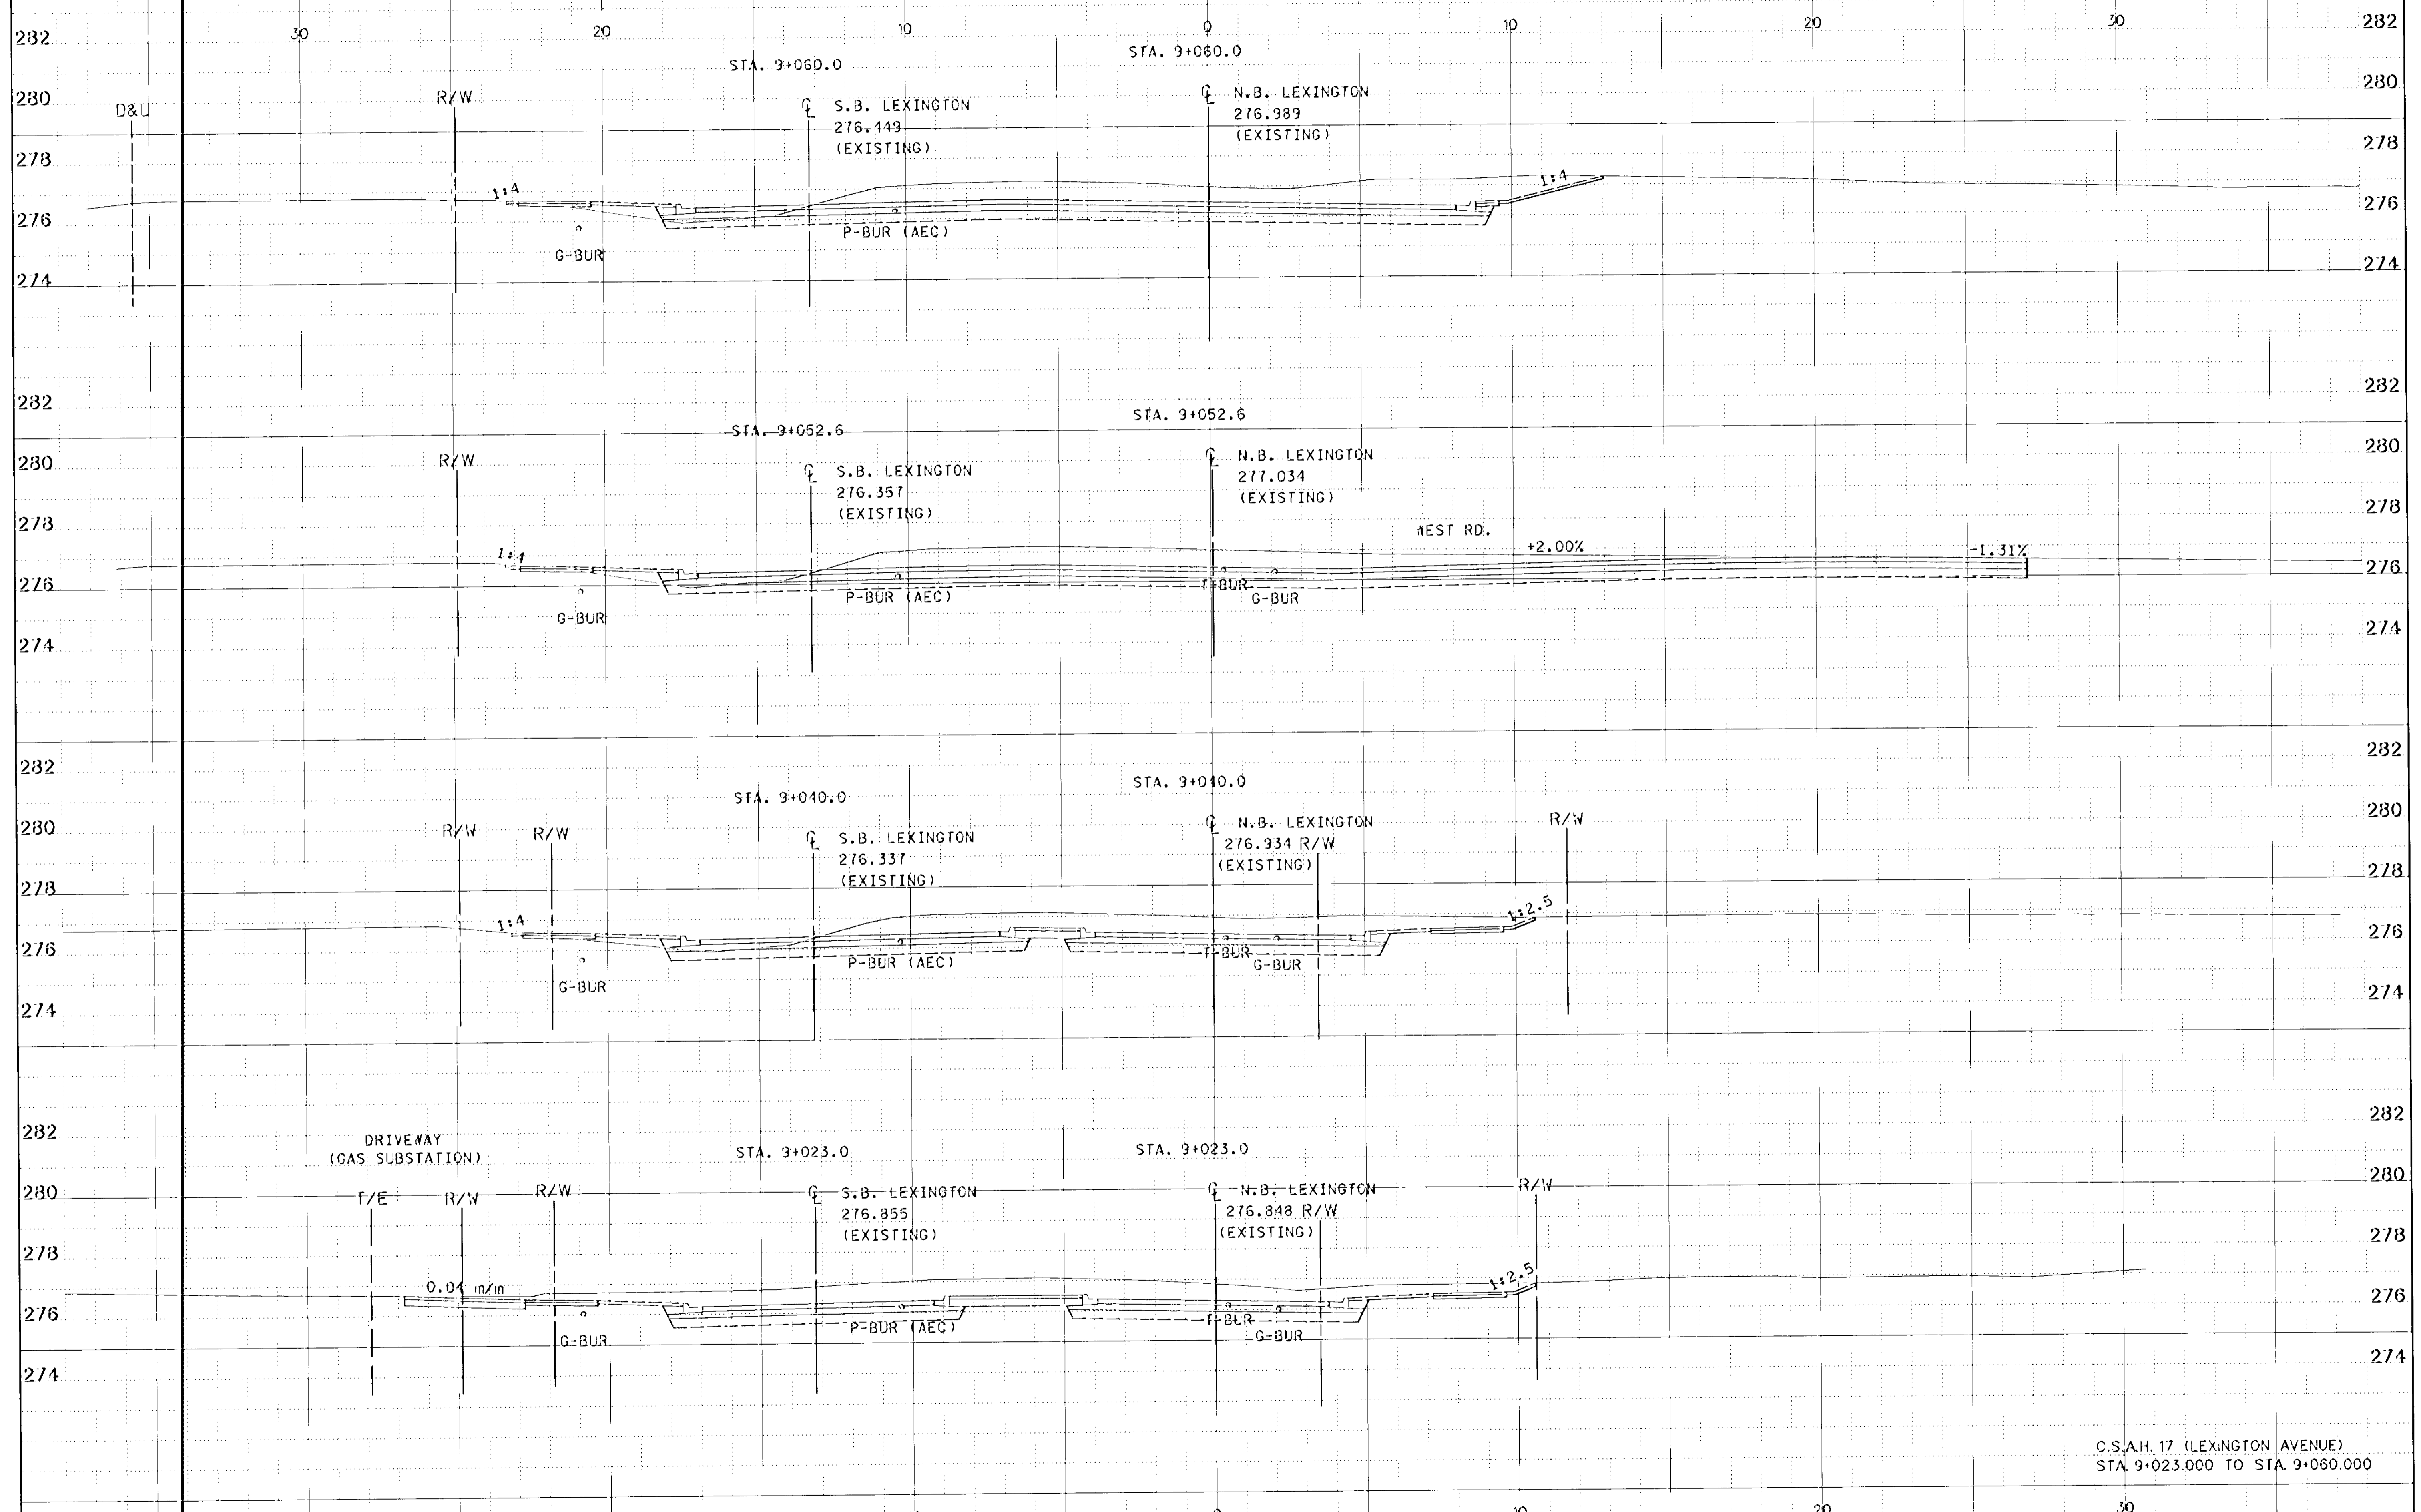 30 20 10 0 10 20 30
282 282
STA. 9+060.0 STA. 9+060.0
280 280
D&U R/W ℄ S.B. LEXINGTON ℄ N.B. LEXINGTON
276.449 276.989
(EXISTING) (EXISTING)
278 278
1:4 1:4
276 276
P-BUR (AEC)
G-BUR
274 274
282 282
STA. 9+052.6 STA. 9+052.6
280 280
R/W ℄ S.B. LEXINGTON ℄ N.B. LEXINGTON
276.357 277.034
(EXISTING) (EXISTING)
278 278
WEST RD.
1:4 +2.00% -1.31%
276 276
P-BUR (AEC) T-BUR G-BUR
G-BUR
274 274
282 282
STA. 9+040.0 STA. 9+040.0
280 280
R/W R/W ℄ S.B. LEXINGTON ℄ N.B. LEXINGTON R/W
276.337 276.934 R/W
(EXISTING) (EXISTING)
278 278
1:4 1:2.5
276 276
P-BUR (AEC) T-BUR G-BUR
G-BUR
274 274
282 282
DRIVEWAY
(GAS SUBSTATION)
STA. 9+023.0 STA. 9+023.0
280 280
T/E R/W R/W ℄ S.B. LEXINGTON ℄ N.B. LEXINGTON R/W
276.855 276.848 R/W
(EXISTING) (EXISTING)
278 278
0.04 m/m 1:2.5
276 276
P-BUR (AEC) T-BUR
G-BUR G-BUR
274 274
C.S.A.H. 17 (LEXINGTON AVENUE)
STA. 9+023.000 TO STA. 9+060.000
0 10 20 30